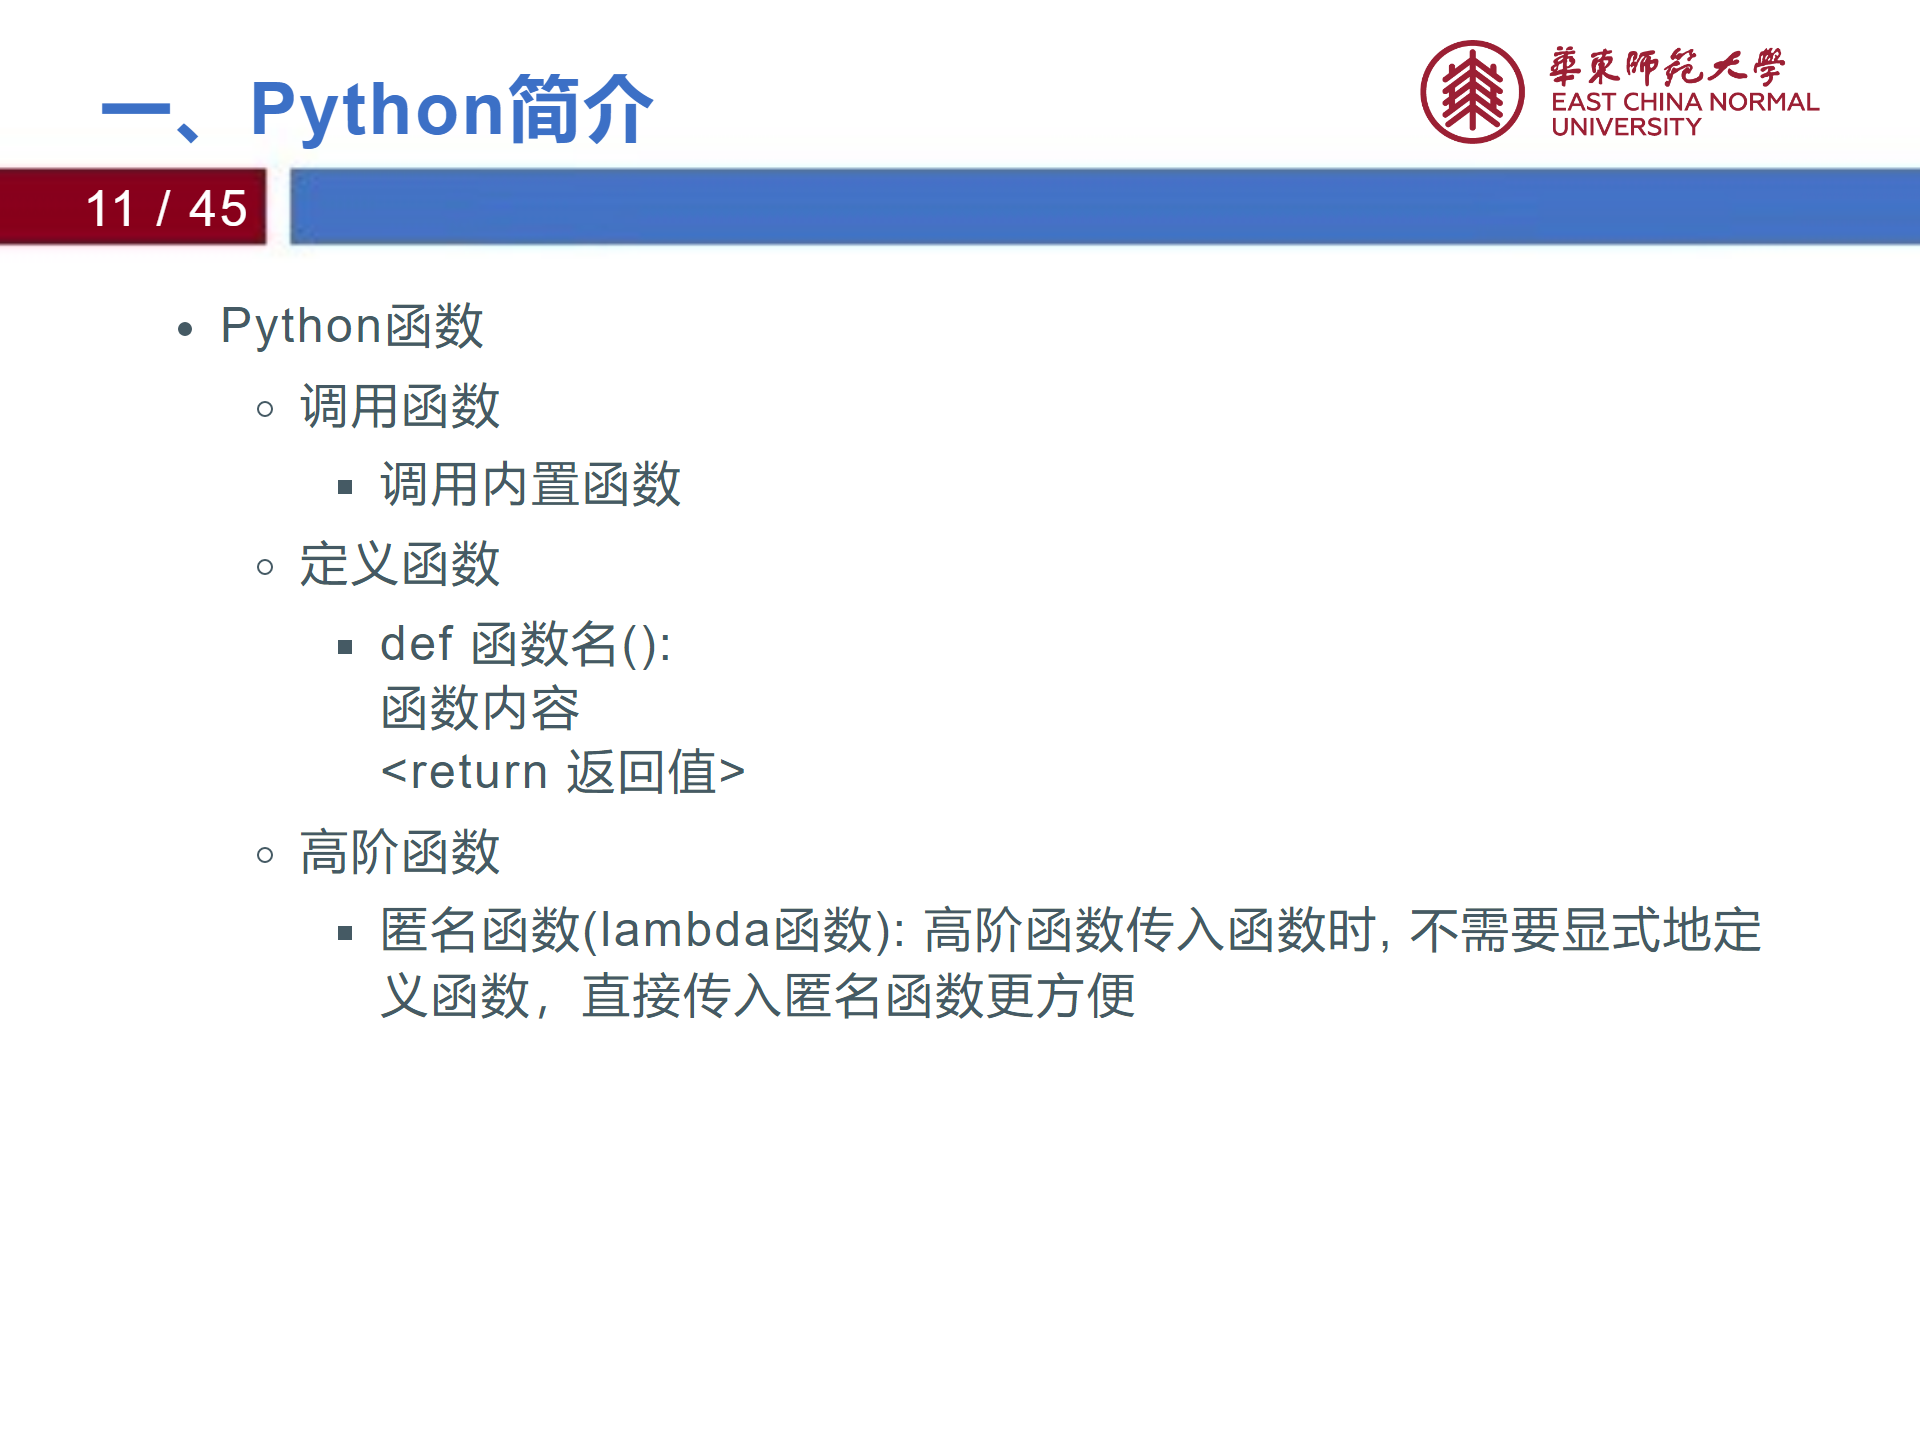 一、Python简介
華東師範大學
EAST CHINA NORMAL
UNIVERSITY
11 / 45
Python函数
调用函数
调用内置函数
定义函数
def 函数名():
函数内容
<return 返回值>
高阶函数
匿名函数(lambda函数): 高阶函数传入函数时, 不需要显式地定
义函数，直接传入匿名函数更方便